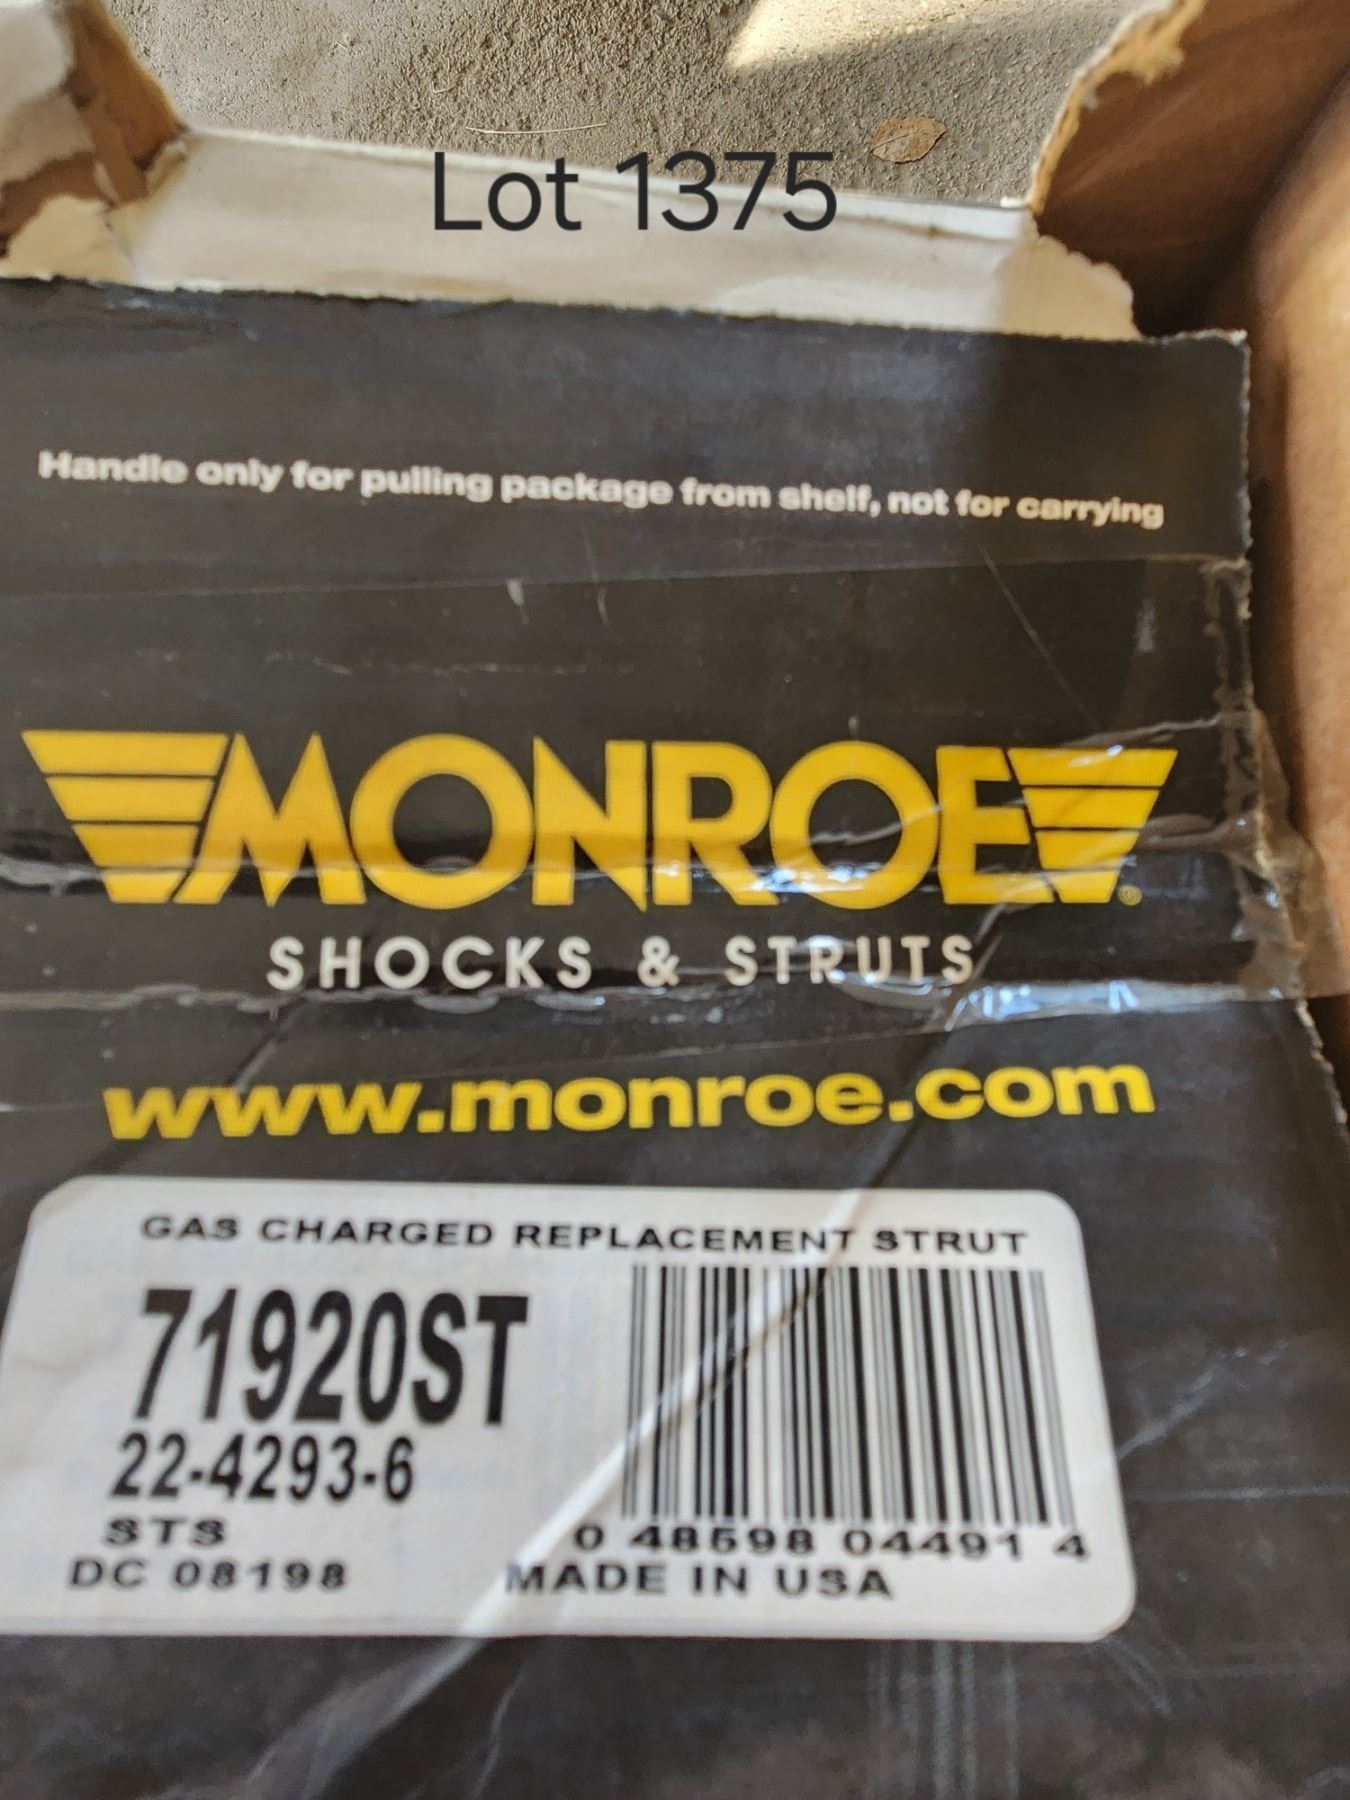 Lot 1375
Handle only for pulling package from shelf, not for carrying
MONROE®
SHOCKS & STRUTS
www.monroe.com
GAS CHARGED REPLACEMENT STRUT
71920ST
22-4293-6
STS
0 48598 04491 4
DC 08198
MADE IN USA